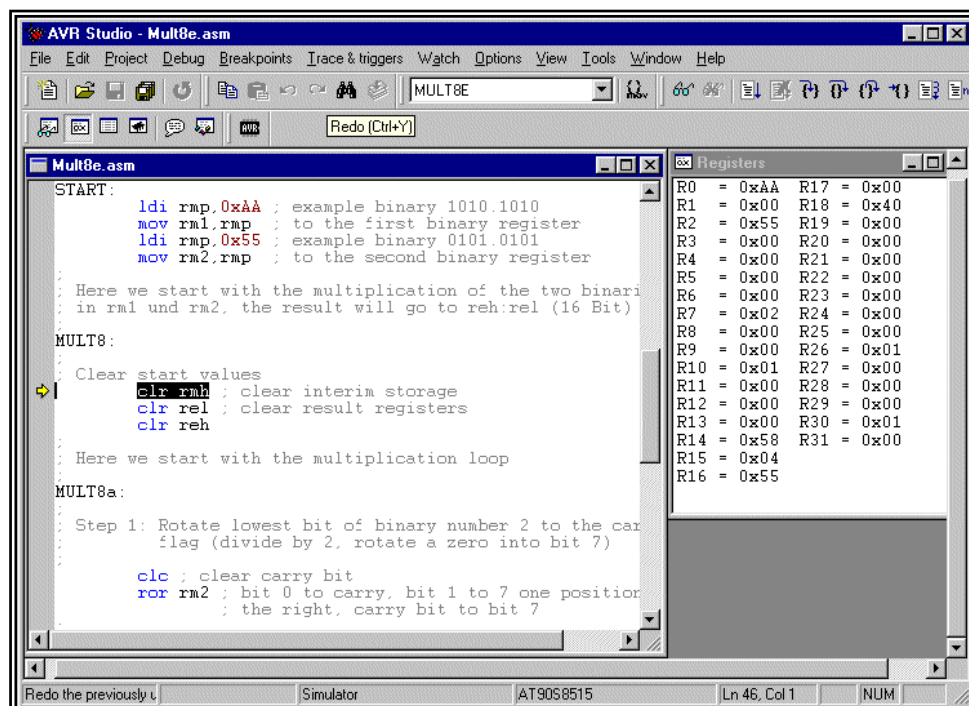 AVR Studio - Mult8e.asm
File Edit Project Debug Breakpoints Trace & triggers Watch Options View Tools Window Help
MULT8E
AVR
Redo (Ctrl+Y)
Mult8e.asm
START:
ldi rmp,0xAA ; example binary 1010.1010
mov rm1,rmp ; to the first binary register
ldi rmp,0x55 ; example binary 0101.0101
mov rm2,rmp ; to the second binary register
;
; Here we start with the multiplication of the two binari
; in rm1 und rm2, the result will go to reh:rel (16 Bit)
;
MULT8:
;
; Clear start values
clr rmh ; clear interim storage
clr rel ; clear result registers
clr reh
;
; Here we start with the multiplication loop
;
MULT8a:
;
; Step 1: Rotate lowest bit of binary number 2 to the car
; flag (divide by 2, rotate a zero into bit 7)
;
clc ; clear carry bit
ror rm2 ; bit 0 to carry, bit 1 to 7 one position
; the right, carry bit to bit 7
Registers
R0 = 0xAA R17 = 0x00
R1 = 0x00 R18 = 0x40
R2 = 0x55 R19 = 0x00
R3 = 0x00 R20 = 0x00
R4 = 0x00 R21 = 0x00
R5 = 0x00 R22 = 0x00
R6 = 0x00 R23 = 0x00
R7 = 0x02 R24 = 0x00
R8 = 0x00 R25 = 0x00
R9 = 0x00 R26 = 0x01
R10 = 0x01 R27 = 0x00
R11 = 0x00 R28 = 0x00
R12 = 0x00 R29 = 0x00
R13 = 0x00 R30 = 0x01
R14 = 0x58 R31 = 0x00
R15 = 0x04
R16 = 0x55
Redo the previously u Simulator AT90S8515 Ln 46, Col 1 NUM